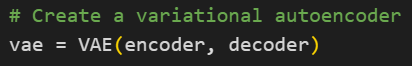 # Create a variational autoencoder
vae = VAE(encoder, decoder)